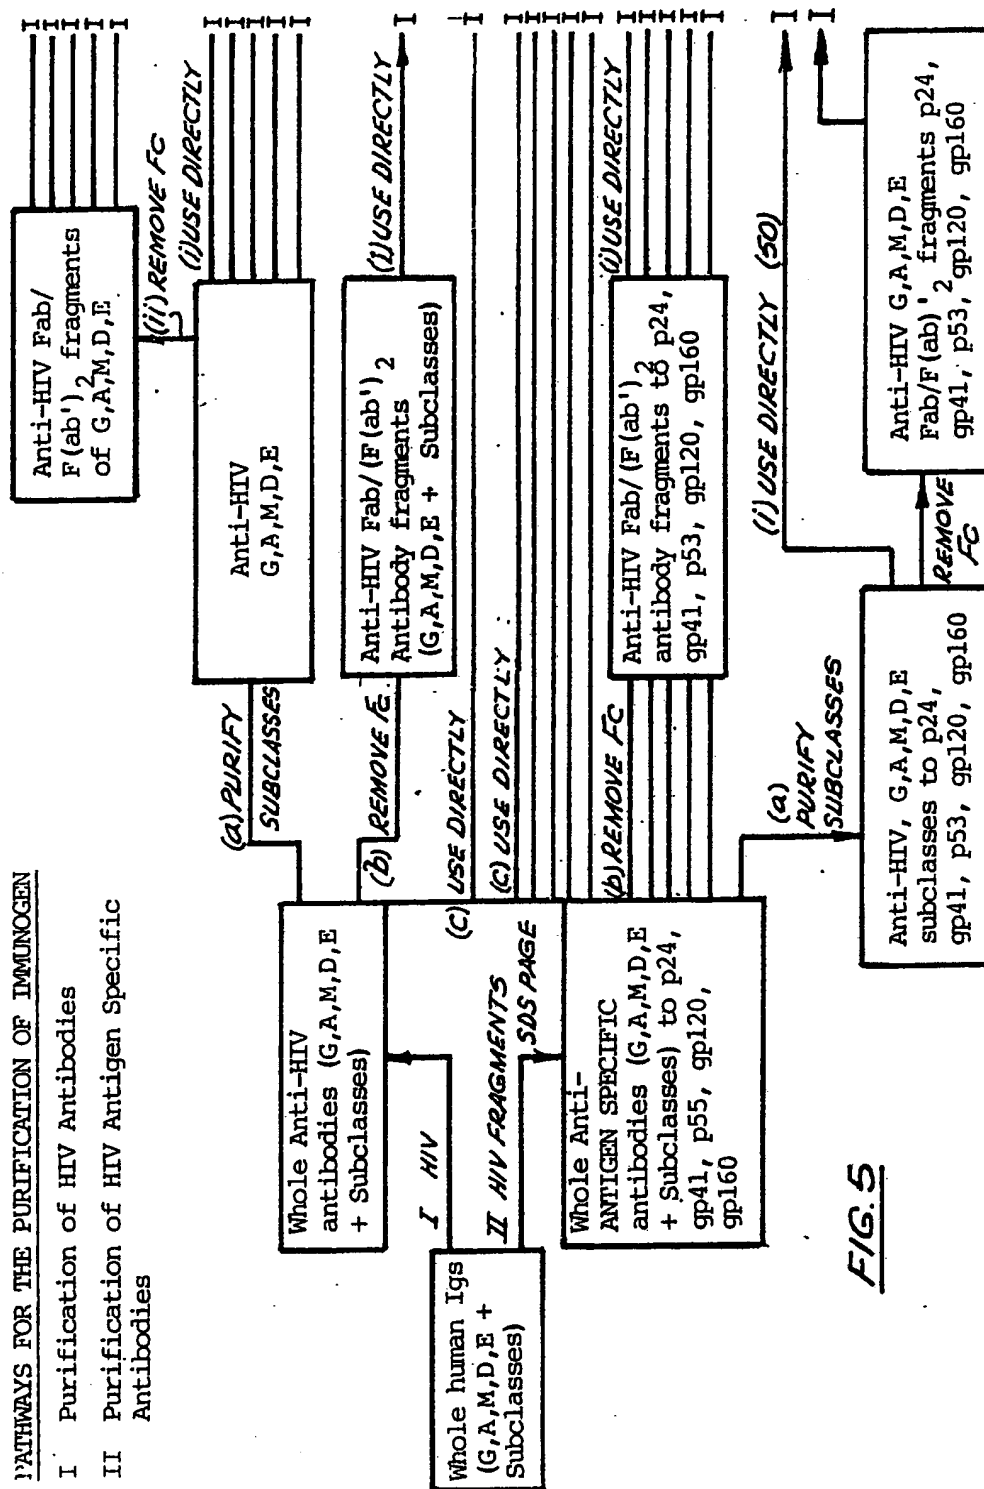 PATHWAYS FOR THE PURIFICATION OF IMMUNOGEN
I Purification of HIV Antibodies
II Purification of HIV Antigen Specific
Antibodies
Whole human Igs
(G,A,M,D,E +
Subclasses)
I HIV
II HIV FRAGMENTS
SDS PAGE
Whole Anti-HIV
antibodies (G,A,M,D,E
+ Subclasses)
(a) PURIFY
SUBCLASSES
Anti-HIV
G,A,M,D,E
(i) USE DIRECTLY
I
I
I
I
I
(ii) REMOVE Fc
Anti-HIV Fab/
F(ab')2 fragments
of G,A,M,D,E
I
I
I
I
I
(b) REMOVE Fc
Anti-HIV Fab/(F(ab')2
Antibody fragments
(G,A,M,D,E + Subclasses)
(1) USE DIRECTLY
I
(C) USE DIRECTLY
I
Whole Anti-
ANTIGEN SPECIFIC
antibodies (G,A,M,D,E
+ Subclasses) to p24,
gp41, p55, gp120,
gp160
(C) USE DIRECTLY
I
I
I
I
I
(b) REMOVE FC
Anti-HIV Fab/(F(ab')2
antibody fragments to p24,
gp41, p53, gp120, gp160
(i) USE DIRECTLY
I
I
I
I
I
(a)
PURIFY
SUBCLASSES
Anti-HIV, G,A,M,D,E
subclasses to p24,
gp41, p53, gp120, gp160
(i) USE DIRECTLY (50)
I
REMOVE
FC
Anti-HIV G,A,M,D,E
Fab/F(ab)'2 fragments p24,
gp41, p53, gp120, gp160
I
FIG. 5